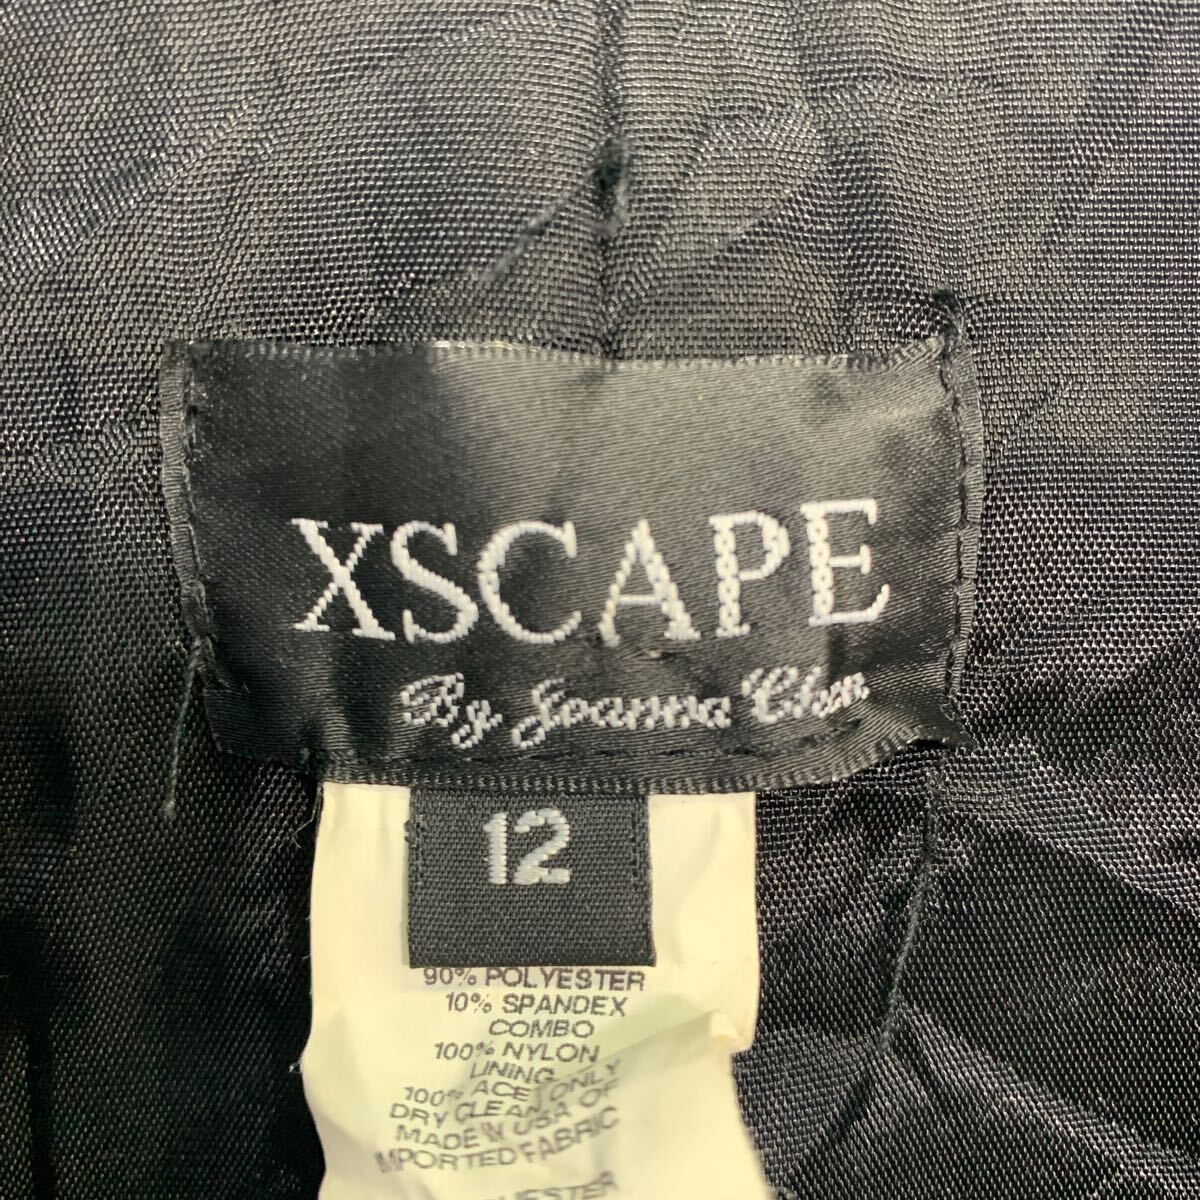 XSCAPE
By Joanna Chen
12
90% POLYESTER
10% SPANDEX
COMBO
100% NYLON
LINING
100% ACE
DRY CLEAN ONLY
MADE IN USA OF
IMPORTED FABRIC